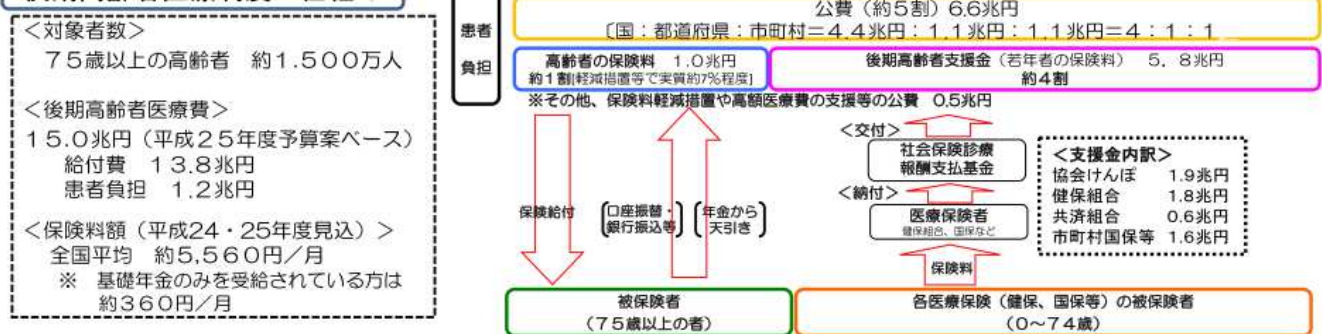 <対象者数>
75歳以上の高齢者 約1.500万人
<後期高齢者医療費>
15.0兆円（平成25年度予算案ベース）
給付費 13.8兆円
患者負担 1.2兆円
<保険料額（平成24・25年度見込）>
全国平均 約5,560円／月
※ 基礎年金のみを受給されている方は
約360円／月
患者
負担
公費（約5割）6.6兆円
〔国：都道府県：市町村＝4.4兆円：1.1兆円：1.1兆円＝4：1：1
高齢者の保険料 1.0兆円
約1割[軽減措置等で実質約7％程度]
後期高齢者支援金（若年者の保険料） 5．8兆円
約4割
※その他、保険料軽減措置や高額医療費の支援等の公費 0.5兆円
保険給付
口座振替・
銀行振込等
年金から
天引き
<交付>
社会保険診療
報酬支払基金
<納付>
医療保険者
健保組合、国保など
保険料
<支援金内訳>
協会けんぽ 1.9兆円
健保組合 1.8兆円
共済組合 0.6兆円
市町村国保等 1.6兆円
被保険者
（75歳以上の者）
各医療保険（健保、国保等）の被保険者
（0～74歳）